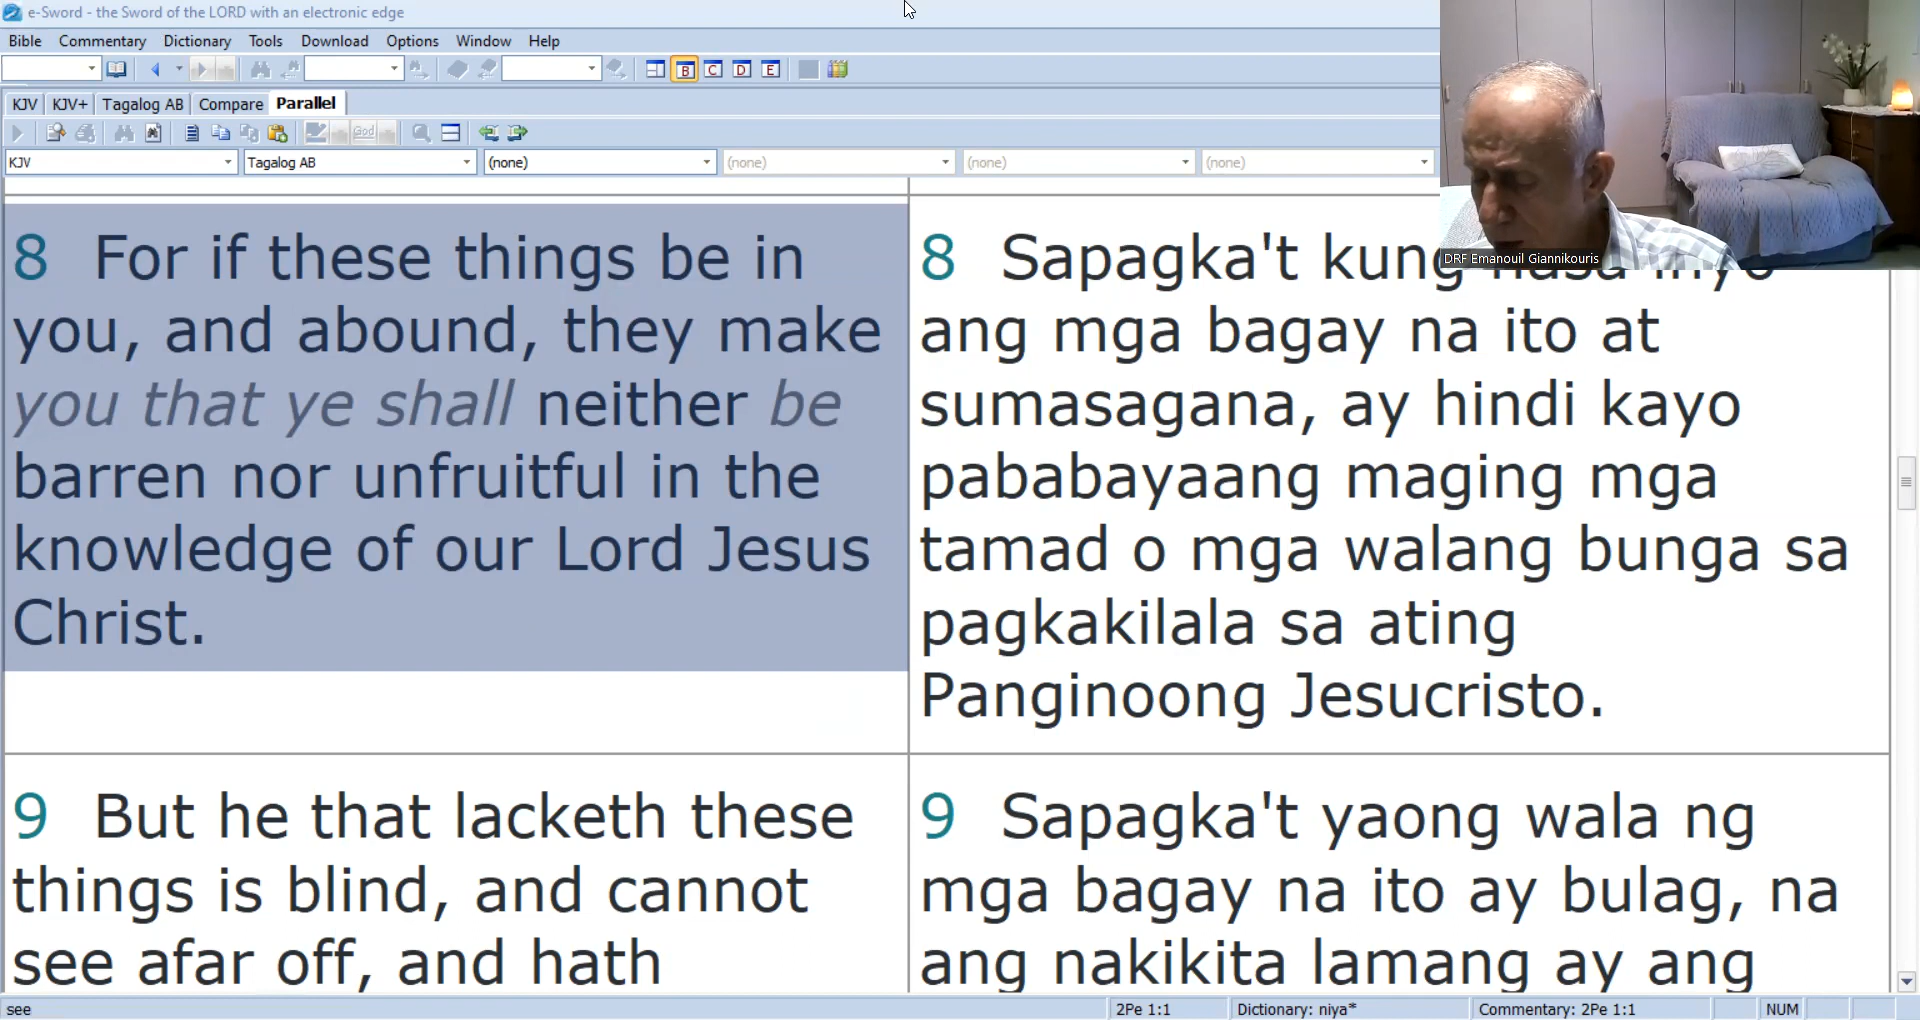 e-Sword - the Sword of the LORD with an electronic edge
Bible Commentary Dictionary Tools Download Options Window Help
B C D E
KJV KJV+ Tagalog AB Compare Parallel
God
KJV Tagalog AB (none) (none) (none) (none)
DRF Emanouil Giannikouris
8 For if these things be in
you, and abound, they make
you that ye shall neither be
barren nor unfruitful in the
knowledge of our Lord Jesus
Christ.
8 Sapagka't kung nasa inyo
ang mga bagay na ito at
sumasagana, ay hindi kayo
pababayaang maging mga
tamad o mga walang bunga sa
pagkakilala sa ating
Panginoong Jesucristo.
9 But he that lacketh these
things is blind, and cannot
see afar off, and hath
9 Sapagka't yaong wala ng
mga bagay na ito ay bulag, na
ang nakikita lamang ay ang
see 2Pe 1:1 Dictionary: niya* Commentary: 2Pe 1:1 NUM